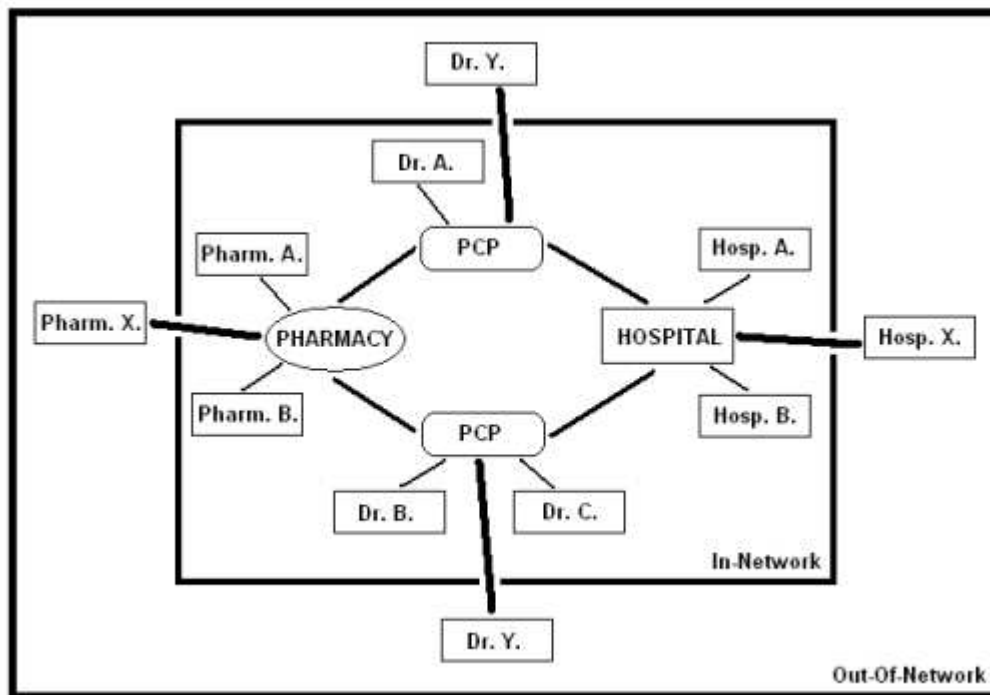 Dr. Y.
Dr. A.
PCP
Pharm. A.
Hosp. A.
Pharm. X.
PHARMACY
HOSPITAL
Hosp. X.
Pharm. B.
Hosp. B.
PCP
Dr. B.
Dr. C.
In-Network
Dr. Y.
Out-Of-Network